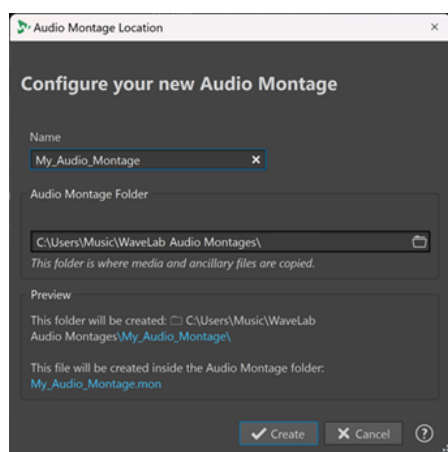 Audio Montage Location
Configure your new Audio Montage
Name
My_Audio_Montage
Audio Montage Folder
C:\Users\Music\WaveLab Audio Montages\
This folder is where media and ancillary files are copied.
Preview
This folder will be created: C:\Users\Music\WaveLab
Audio Montages\My_Audio_Montage\
This file will be created inside the Audio Montage folder:
My_Audio_Montage.mon
Create Cancel ?